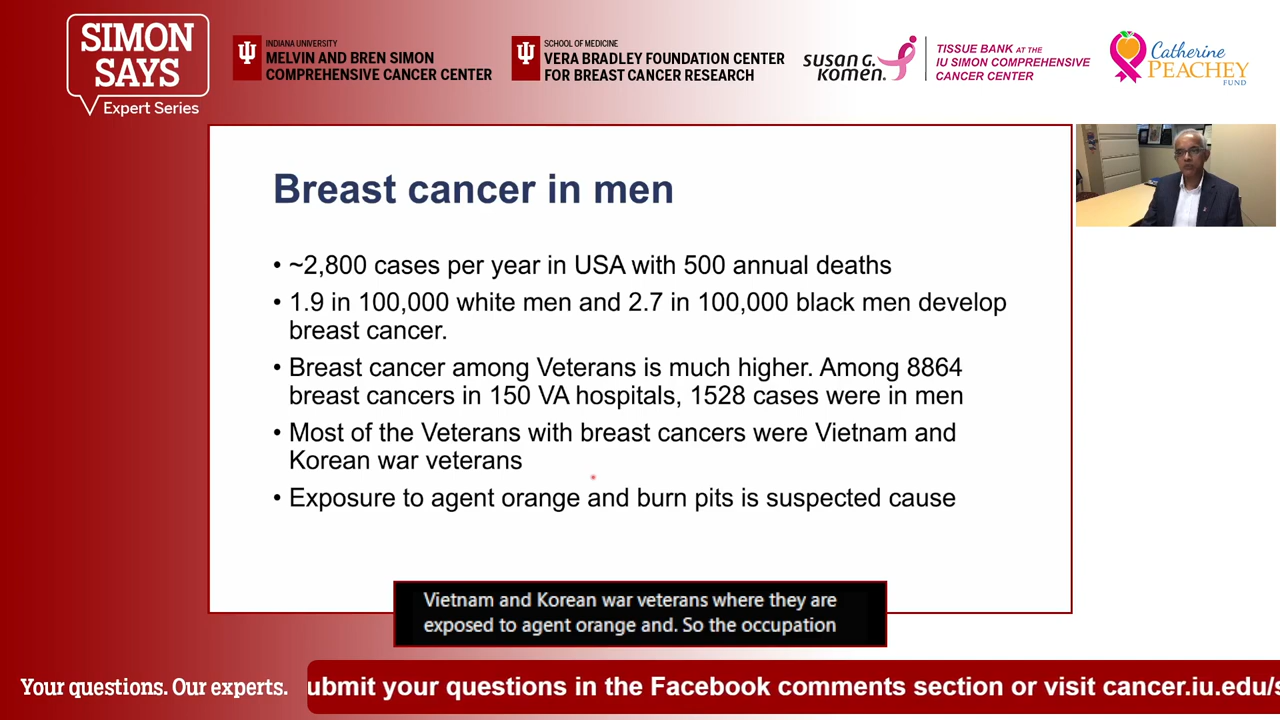 SIMON
SAYS
Expert Series
INDIANA UNIVERSITY
MELVIN AND BREN SIMON
COMPREHENSIVE CANCER CENTER
SCHOOL OF MEDICINE
VERA BRADLEY FOUNDATION CENTER
FOR BREAST CANCER RESEARCH
susan g.
komen.
TISSUE BANK AT THE
IU SIMON COMPREHENSIVE
CANCER CENTER
Catherine
PEACHEY
FUND
Breast cancer in men
• ~2,800 cases per year in USA with 500 annual deaths
• 1.9 in 100,000 white men and 2.7 in 100,000 black men develop
breast cancer.
• Breast cancer among Veterans is much higher. Among 8864
breast cancers in 150 VA hospitals, 1528 cases were in men
• Most of the Veterans with breast cancers were Vietnam and
Korean war veterans
• Exposure to agent orange and burn pits is suspected cause
Vietnam and Korean war veterans where they are
exposed to agent orange and. So the occupation
Your questions. Our experts.
ubmit your questions in the Facebook comments section or visit cancer.iu.edu/s